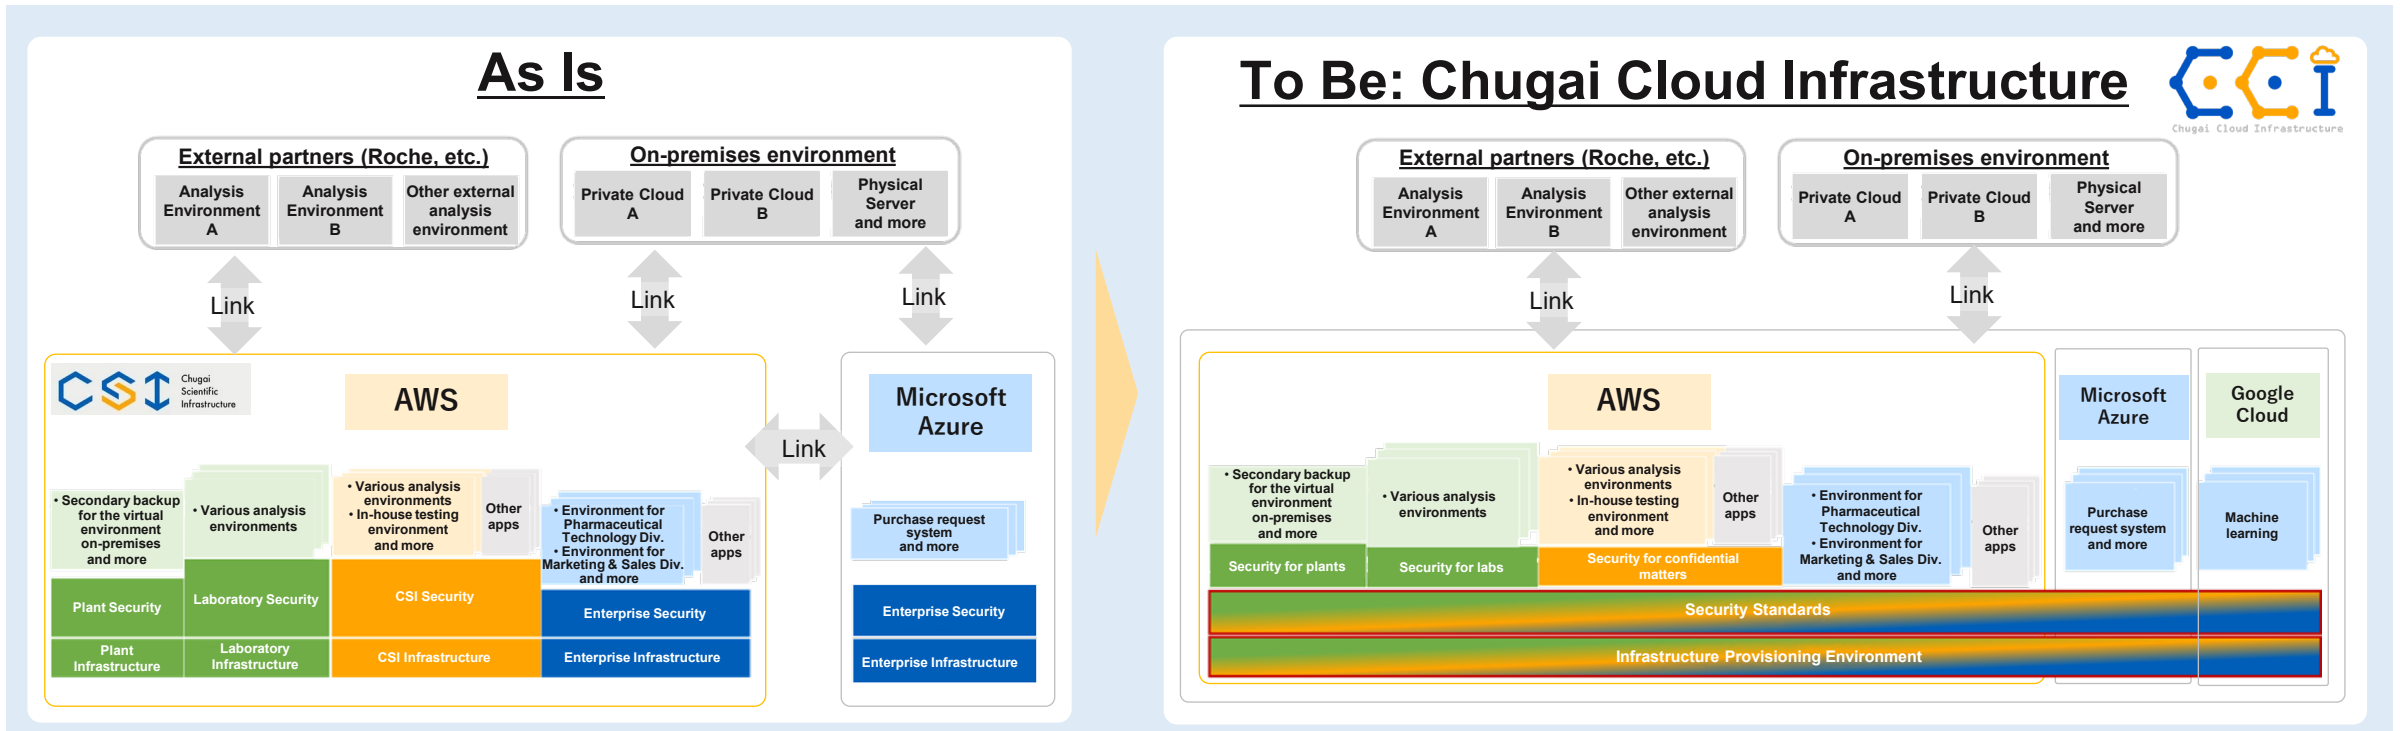 As Is
External partners (Roche, etc.)
Analysis
Environment
A
Analysis
Environment
B
Other external
analysis
environment
On-premises environment
Private Cloud
A
Private Cloud
B
Physical
Server
and more
Link
Link
Link
CSI
Chugai
Scientific
Infrastructure
AWS
Link
Microsoft
Azure
• Secondary backup
for the virtual
environment
on-premises
and more
• Various analysis
environments
• Various analysis
environments
• In-house testing
environment
and more
Other
apps
• Environment for
Pharmaceutical
Technology Div.
• Environment for
Marketing & Sales Div.
and more
Other
apps
Purchase request
system
and more
Plant Security
Laboratory Security
CSI Security
Enterprise Security
Enterprise Security
Plant
Infrastructure
Laboratory
Infrastructure
CSI Infrastructure
Enterprise Infrastructure
Enterprise Infrastructure
To Be: Chugai Cloud Infrastructure
CCI
Chugai Cloud Infrastructure
External partners (Roche, etc.)
Analysis
Environment
A
Analysis
Environment
B
Other external
analysis
environment
On-premises environment
Private Cloud
A
Private Cloud
B
Physical
Server
and more
Link
Link
AWS
Microsoft
Azure
Google
Cloud
• Secondary backup
for the virtual
environment
on-premises
and more
• Various analysis
environments
• Various analysis
environments
• In-house testing
environment
and more
Other
apps
• Environment for
Pharmaceutical
Technology Div.
• Environment for
Marketing & Sales Div.
and more
Other
apps
Purchase
request system
and more
Machine
learning
Security for plants
Security for labs
Security for confidential
matters
Security Standards
Infrastructure Provisioning Environment